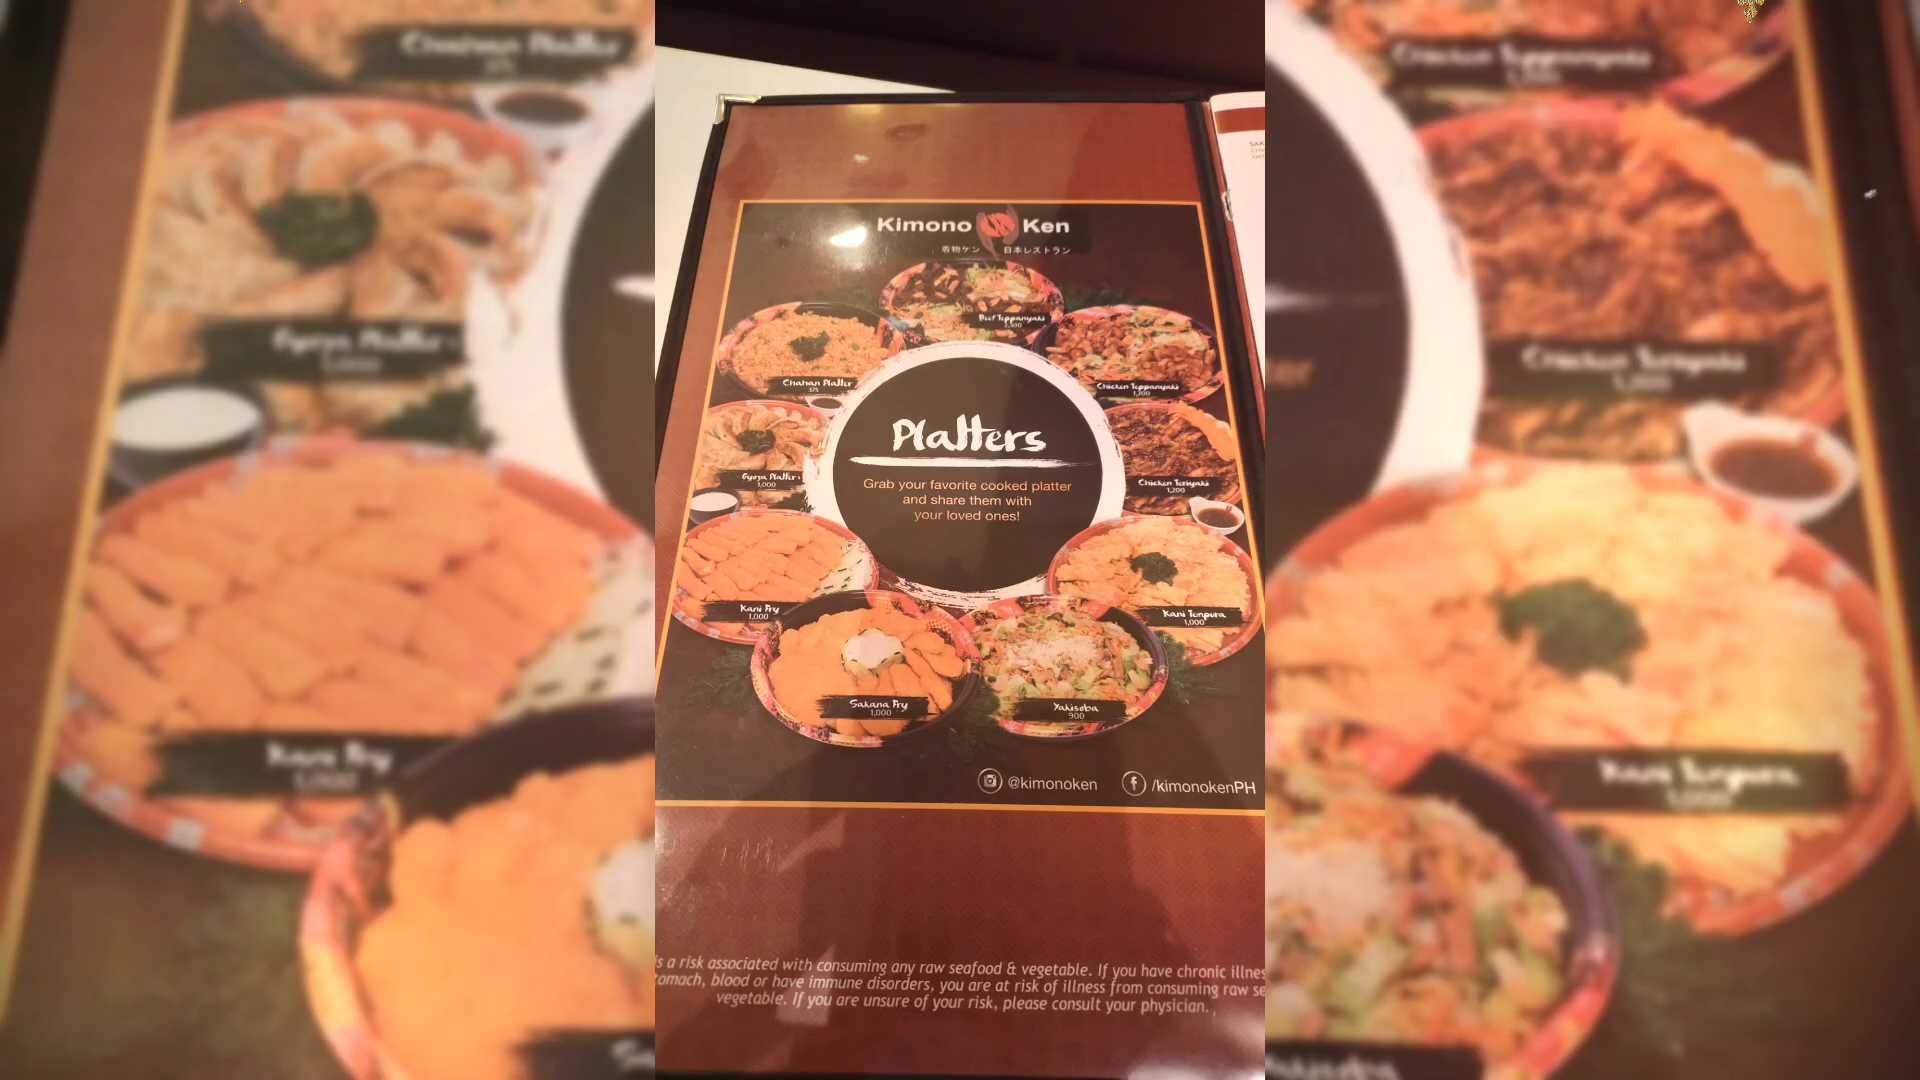 Kimono Ken
着物ケン 日本レストラン
Beef Teppanyaki
Chahan Platter
375
Chicken Teppanyaki
1,200
Gyoza Platter
1,000
Platters
Grab your favorite cooked platter
and share them with
your loved ones!
Chicken Teriyaki
1,200
Kani Fry
1,000
Kani Tempura
1,000
Sakana Fry
1,000
Yakisoba
900
@kimonoken
/kimonokenPH
is a risk associated with consuming any raw seafood & vegetable. If you have chronic illnes
tomach, blood or have immune disorders, you are at risk of illness from consuming raw se
vegetable. If you are unsure of your risk, please consult your physician.